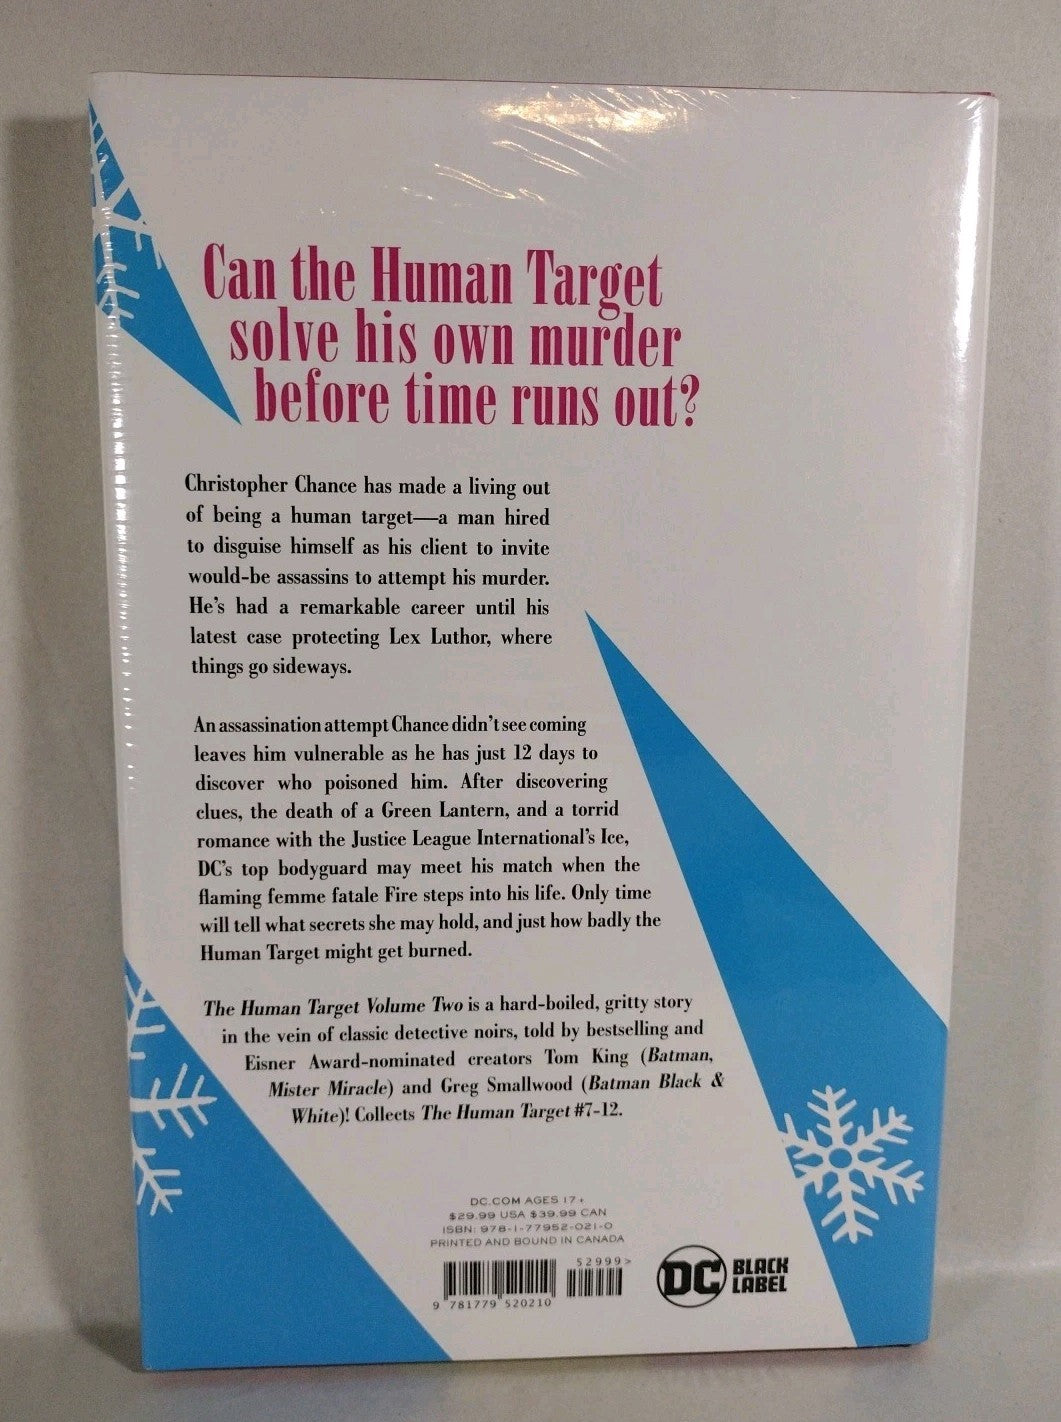 Can the Human Target
solve his own murder
before time runs out?
Christopher Chance has made a living out
of being a human target—a man hired
to disguise himself as his client to invite
would-be assassins to attempt his murder.
He's had a remarkable career until his
latest case protecting Lex Luthor, where
things go sideways.
An assassination attempt Chance didn't see coming
leaves him vulnerable as he has just 12 days to
discover who poisoned him. After discovering
clues, the death of a Green Lantern, and a torrid
romance with the Justice League International's Ice,
DC's top bodyguard may meet his match when the
flaming femme fatale Fire steps into his life. Only time
will tell what secrets she may hold, and just how badly the
Human Target might get burned.
The Human Target Volume Two is a hard-boiled, gritty story
in the vein of classic detective noirs, told by bestselling and
Eisner Award-nominated creators Tom King (Batman,
Mister Miracle) and Greg Smallwood (Batman Black &
White)! Collects The Human Target #7-12.
DC.COM AGES 17+
$29.99 USA $39.99 CAN
ISBN: 978-1-77952-021-0
PRINTED AND BOUND IN CANADA
52999>
9 781779 520210
DC BLACK
LABEL